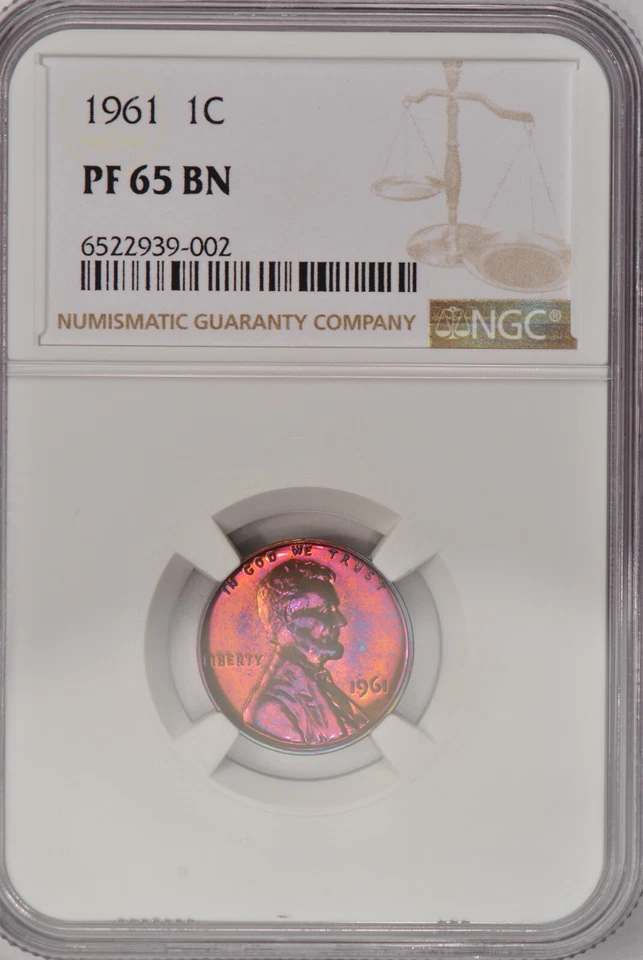 1961 1C
PF 65 BN
6522939-002
NUMISMATIC GUARANTY COMPANY
NGC®
IN GOD WE TRUST
LIBERTY
1961